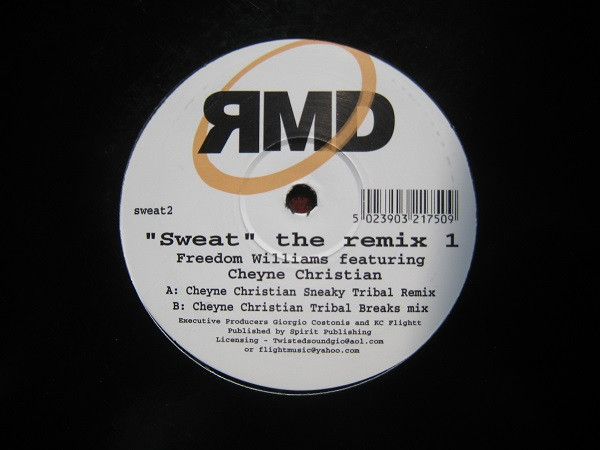 ЯMD
sweat2
5 023903 217509
"Sweat" the remix 1
Freedom Williams featuring
Cheyne Christian
A: Cheyne Christian Sneaky Tribal Remix
B: Cheyne Christian Tribal Breaks mix
Executive Producers Giorgio Costonis and KC Flightt
Published by Spirit Publishing
Licensing - Twistedsoundgio@aol.com
or flightmusic@yahoo.com